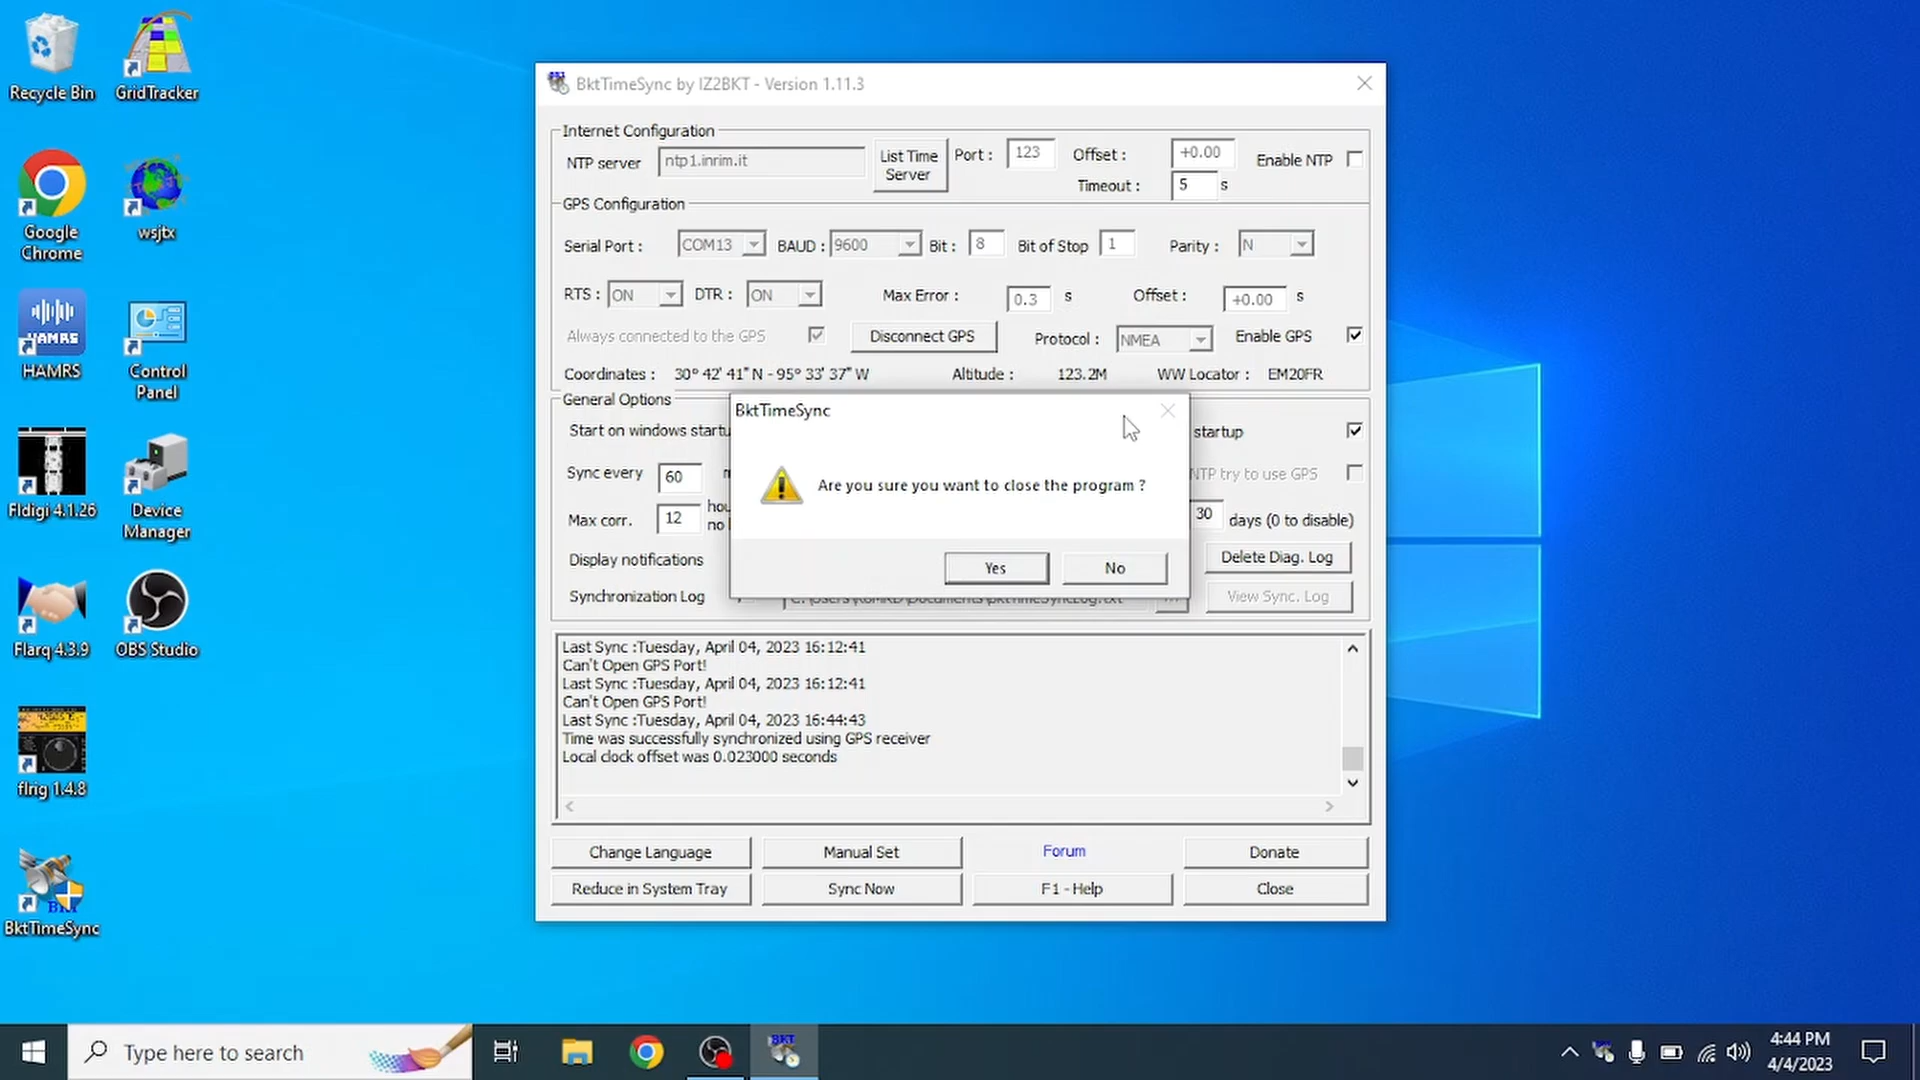 Recycle Bin
GridTracker
Google
Chrome
wsjtx
HAMRS
HAMRS
Control
Panel
Fldigi 4.1.26
Device
Manager
Flarq 4.3.9
OBS Studio
flrig 1.4.8
BktTimeSync
BktTimeSync by IZ2BKT - Version 1.11.3
Internet Configuration
NTP server
ntp1.inrim.it
List Time
Server
Port :
123
Offset :
+0.00
Enable NTP
Timeout :
5
s
GPS Configuration
Serial Port :
COM13
BAUD :
9600
Bit :
8
Bit of Stop
1
Parity :
N
RTS :
ON
DTR :
ON
Max Error :
0.3
s
Offset :
+0.00
s
Always connected to the GPS
Disconnect GPS
Protocol :
NMEA
Enable GPS
Coordinates :
30° 42' 41" N - 95° 33' 37" W
Altitude :
123.2M
WW Locator :
EM20FR
General Options
Start on windows startu
startup
Sync every
60
NTP try to use GPS
Max corr.
12
hou
no
30
days (0 to disable)
Display notifications
Delete Diag. Log
Synchronization Log
View Sync. Log
BktTimeSync
Are you sure you want to close the program ?
Yes
No
Last Sync :Tuesday, April 04, 2023 16:12:41
Can't Open GPS Port!
Last Sync :Tuesday, April 04, 2023 16:12:41
Can't Open GPS Port!
Last Sync :Tuesday, April 04, 2023 16:44:43
Time was successfully synchronized using GPS receiver
Local clock offset was 0.023000 seconds
Change Language
Manual Set
Forum
Donate
Reduce in System Tray
Sync Now
F1 - Help
Close
Type here to search
BKT
4:44 PM
4/4/2023